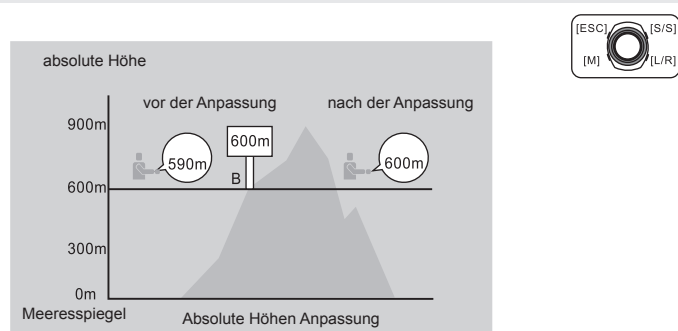 [ESC] [S/S]
[M] [L/R]
absolute Höhe
vor der Anpassung nach der Anpassung
900m
600m
590m 600m
B
600m
300m
0m
Meeresspiegel
Absolute Höhen Anpassung